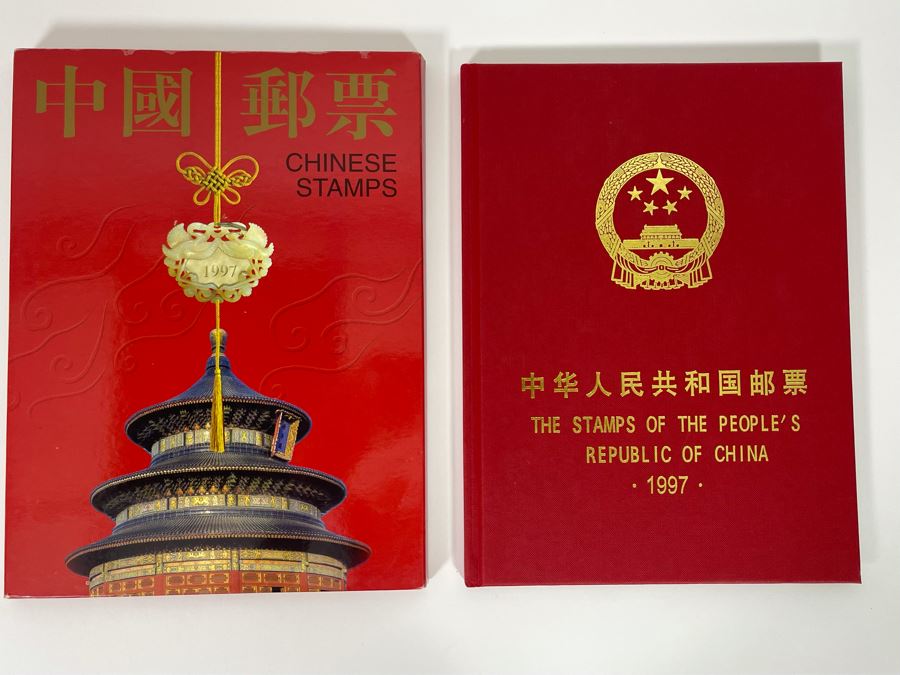 中國 郵票
CHINESE
STAMPS
1997
中华人民共和国邮票
THE STAMPS OF THE PEOPLE'S
REPUBLIC OF CHINA
·1997·